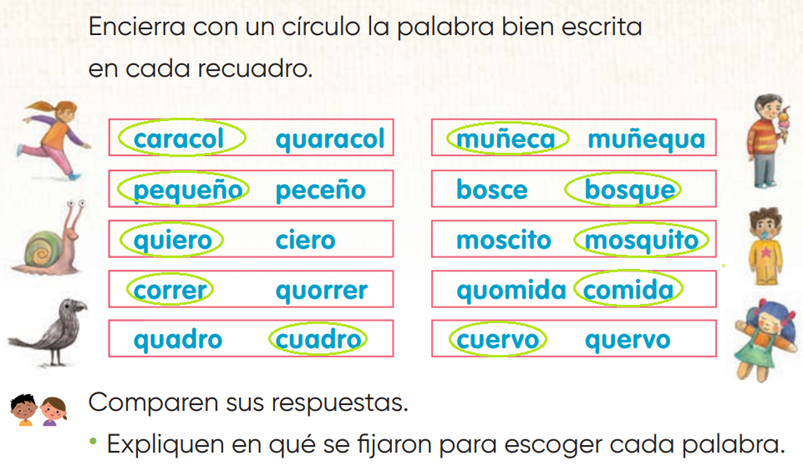 Encierra con un círculo la palabra bien escrita
en cada recuadro.
caracol quaracol
muñeca muñequa
pequeño peceño
bosce bosque
quiero ciero
moscito mosquito
correr quorrer
quomida comida
quadro cuadro
cuervo quervo
Comparen sus respuestas.
• Expliquen en qué se fijaron para escoger cada palabra.